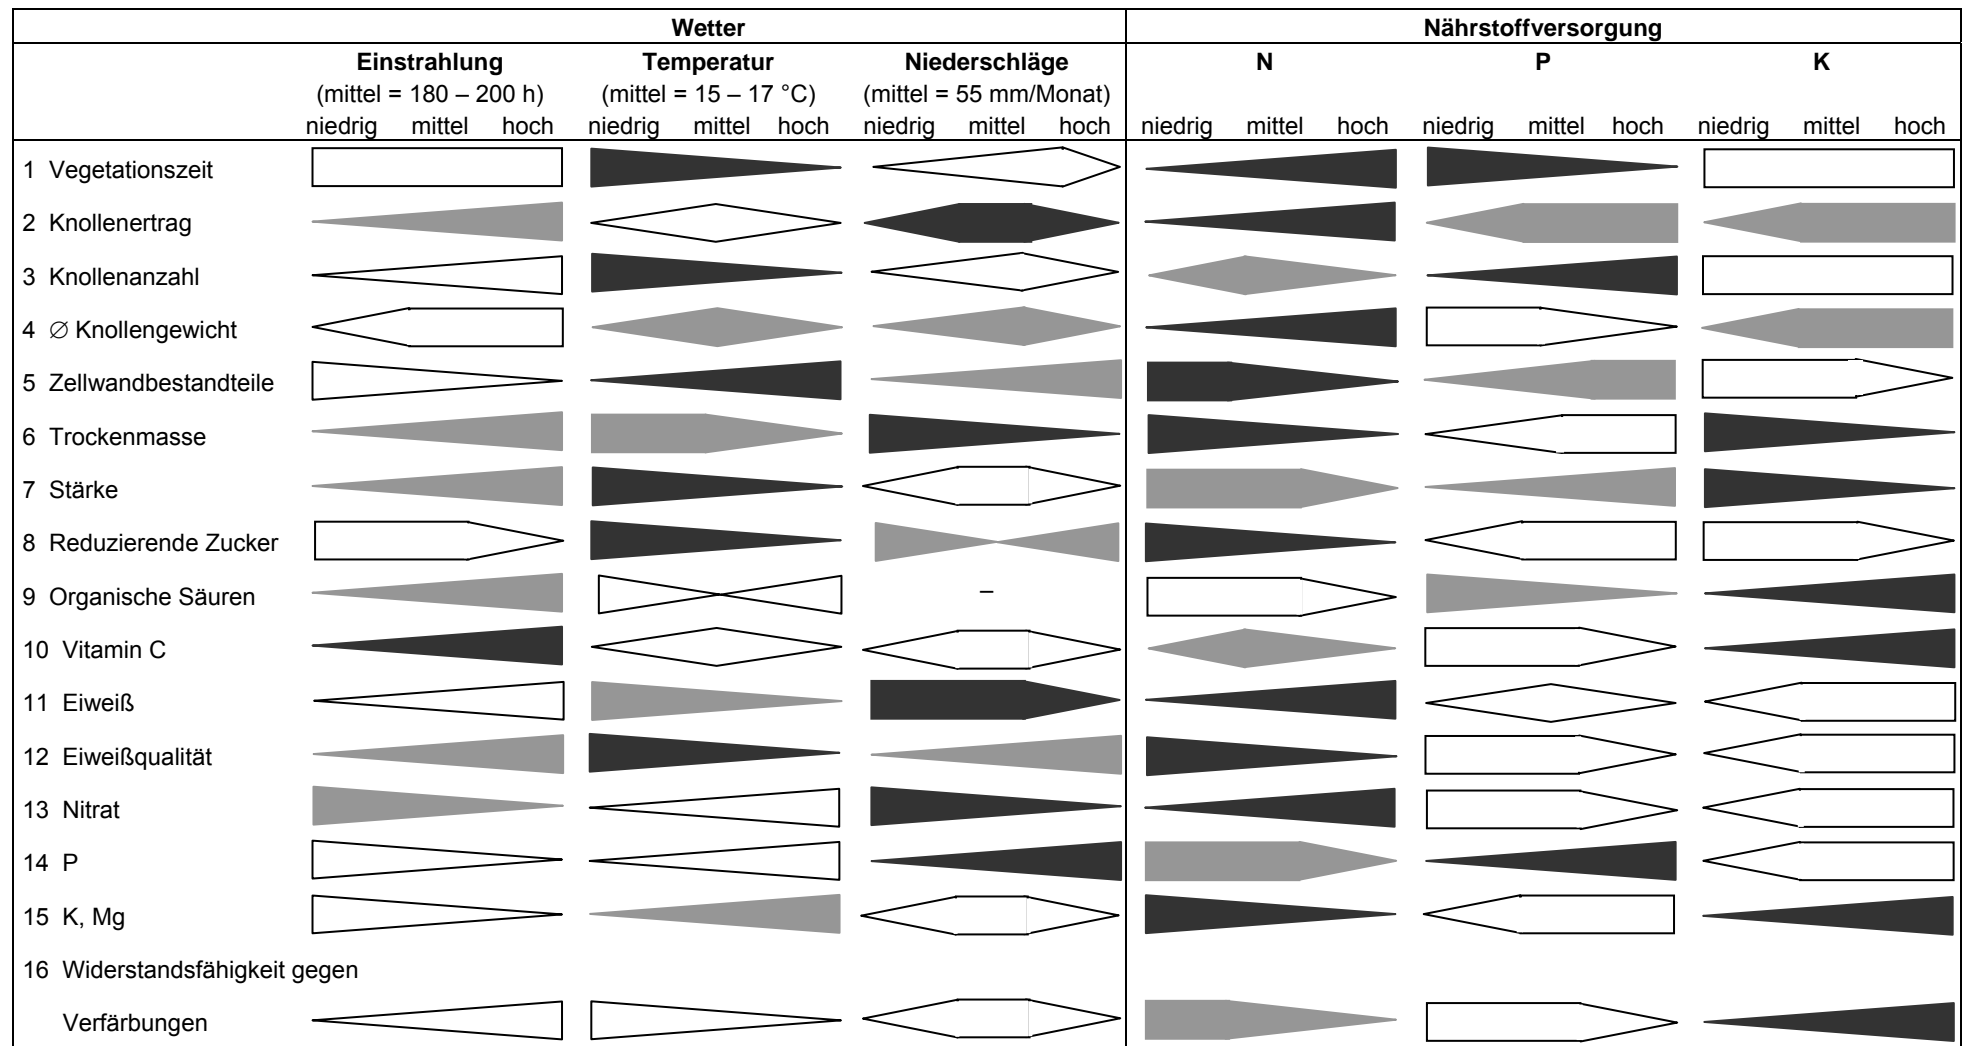 Wetter Nährstoffversorgung
Einstrahlung Temperatur Niederschläge N P K
(mittel = 180 – 200 h) (mittel = 15 – 17 °C) (mittel = 55 mm/Monat)
niedrig mittel hoch niedrig mittel hoch niedrig mittel hoch niedrig mittel hoch niedrig mittel hoch niedrig mittel hoch
1 Vegetationszeit
2 Knollenertrag
3 Knollenanzahl
4 ∅ Knollengewicht
5 Zellwandbestandteile
6 Trockenmasse
7 Stärke
8 Reduzierende Zucker
9 Organische Säuren –
10 Vitamin C
11 Eiweiß
12 Eiweißqualität
13 Nitrat
14 P
15 K, Mg
16 Widerstandsfähigkeit gegen
Verfärbungen